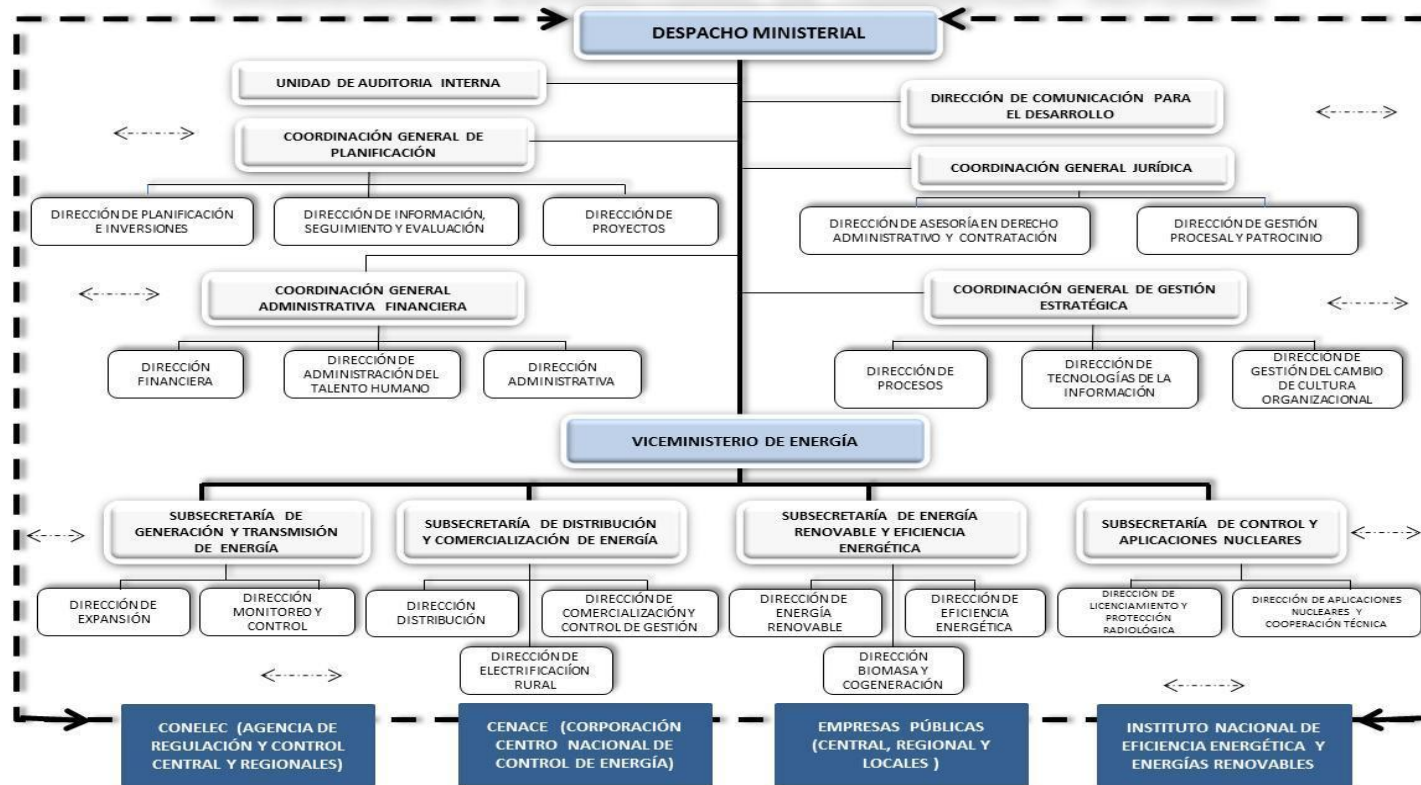 DESPACHO MINISTERIAL
UNIDAD DE AUDITORIA INTERNA
DIRECCIÓN DE COMUNICACIÓN PARA
EL DESARROLLO
COORDINACIÓN GENERAL DE
PLANIFICACIÓN
COORDINACIÓN GENERAL JURÍDICA
DIRECCIÓN DE PLANIFICACIÓN
E INVERSIONES
DIRECCIÓN DE INFORMACIÓN,
SEGUIMIENTO Y EVALUACIÓN
DIRECCIÓN DE
PROYECTOS
DIRECCIÓN DE ASESORÍA EN DERECHO
ADMINISTRATIVO Y CONTRATACIÓN
DIRECCIÓN DE GESTIÓN
PROCESAL Y PATROCINIO
COORDINACIÓN GENERAL
ADMINISTRATIVA FINANCIERA
COORDINACIÓN GENERAL DE GESTIÓN
ESTRATÉGICA
DIRECCIÓN
FINANCIERA
DIRECCIÓN DE
ADMINISTRACIÓN DEL
TALENTO HUMANO
DIRECCIÓN
ADMINISTRATIVA
DIRECCIÓN DE
PROCESOS
DIRECCIÓN DE
TECNOLOGÍAS DE LA
INFORMACIÓN
DIRECCIÓN DE
GESTIÓN DEL CAMBIO
DE CULTURA
ORGANIZACIONAL
VICEMINISTERIO DE ENERGÍA
SUBSECRETARÍA DE
GENERACIÓN Y TRANSMISIÓN
DE ENERGÍA
SUBSECRETARÍA DE DISTRIBUCIÓN
Y COMERCIALIZACIÓN DE ENERGÍA
SUBSECRETARÍA DE ENERGÍA
RENOVABLE Y EFICIENCIA
ENERGÉTICA
SUBSECRETARÍA DE CONTROL Y
APLICACIONES NUCLEARES
DIRECCIÓN DE
EXPANSIÓN
DIRECCIÓN
MONITOREO Y
CONTROL
DIRECCIÓN
DISTRIBUCIÓN
DIRECCIÓN DE
COMERCIALIZACIÓN Y
CONTROL DE GESTIÓN
DIRECCIÓN DE
ENERGÍA
RENOVABLE
DIRECCIÓN DE
EFICIENCIA
ENERGÉTICA
DIRECCIÓN DE
LICENCIAMIENTO Y
PROTECCIÓN
RADIOLÓGICA
DIRECCIÓN DE APLICACIONES
NUCLEARES Y
COOPERACIÓN TÉCNICA
DIRECCIÓN DE
ELECTRIFICACIÍON
RURAL
DIRECCIÓN
BIOMASA Y
COGENERACIÓN
CONELEC (AGENCIA DE
REGULACIÓN Y CONTROL
CENTRAL Y REGIONALES)
CENACE (CORPORACIÓN
CENTRO NACIONAL DE
CONTROL DE ENERGÍA)
EMPRESAS PÚBLICAS
(CENTRAL, REGIONAL Y
LOCALES )
INSTITUTO NACIONAL DE
EFICIENCIA ENERGÉTICA Y
ENERGÍAS RENOVABLES